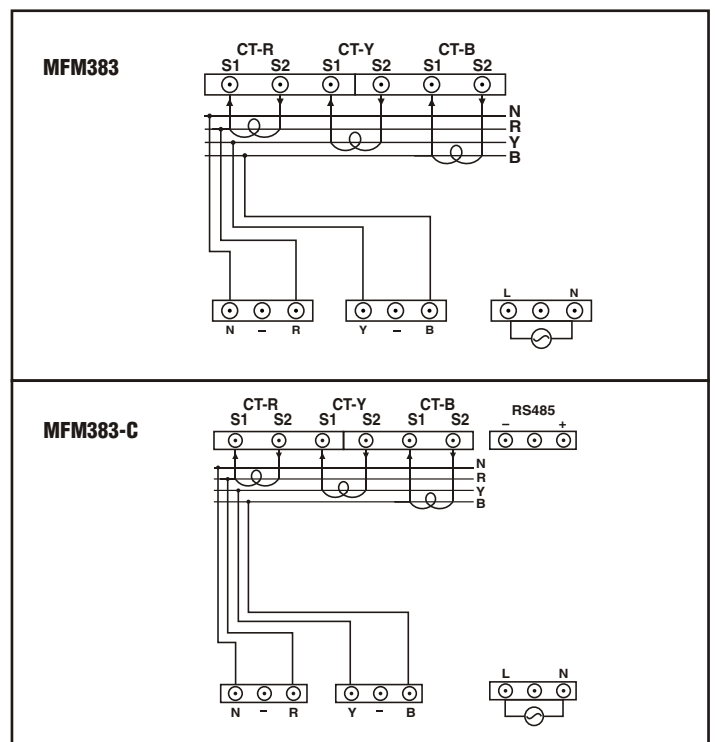 MFM383
CT-R CT-Y CT-B
S1 S2 S1 S2 S1 S2
N
R
Y
B
L N
N – R Y – B
MFM383-C
CT-R CT-Y CT-B RS485
S1 S2 S1 S2 S1 S2 – +
N
R
Y
B
L N
N – R Y – B